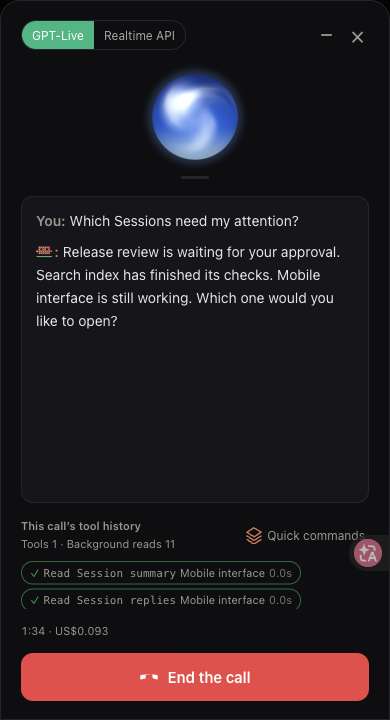 GPT-Live Realtime API
You: Which Sessions need my attention?
: Release review is waiting for your approval.
Search index has finished its checks. Mobile
interface is still working. Which one would you
like to open?
This call's tool history
Tools 1 · Background reads 11
Quick commands
✓ Read Session summary Mobile interface 0.0s
✓ Read Session replies Mobile interface 0.0s
1:34 · US$0.093
End the call